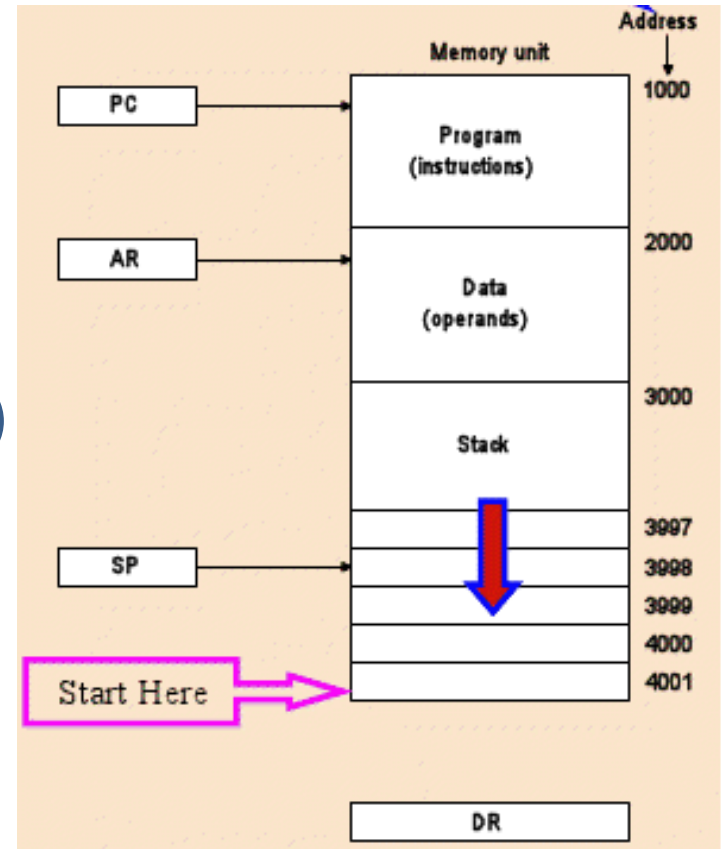 Address
Memory unit
1000
PC
Program
(instructions)
2000
AR
Data
(operands)
3000
Stack
3997
SP
3998
3999
4000
4001
Start Here
DR